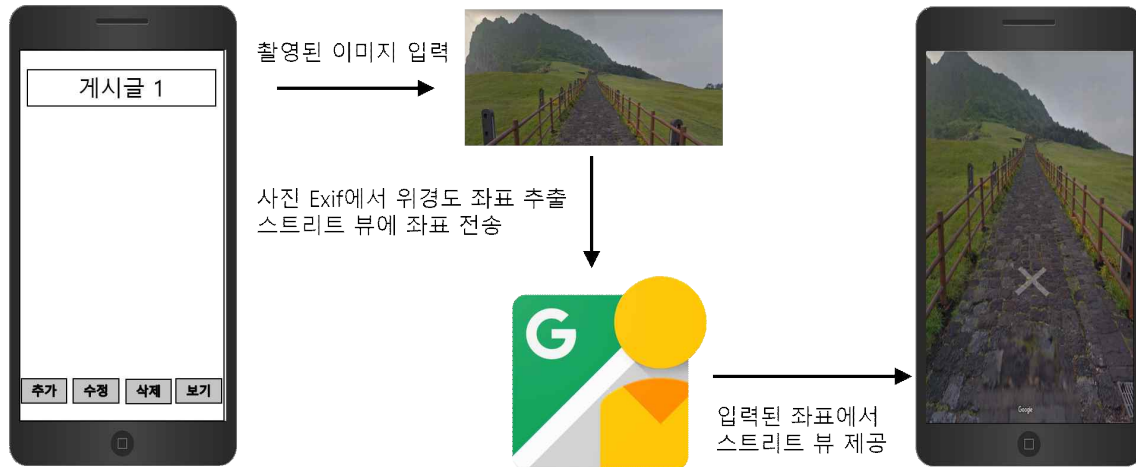 게시글 1
추가 수정 삭제 보기
촬영된 이미지 입력
사진 Exif에서 위경도 좌표 추출
스트리트 뷰에 좌표 전송
G
입력된 좌표에서
스트리트 뷰 제공
Google